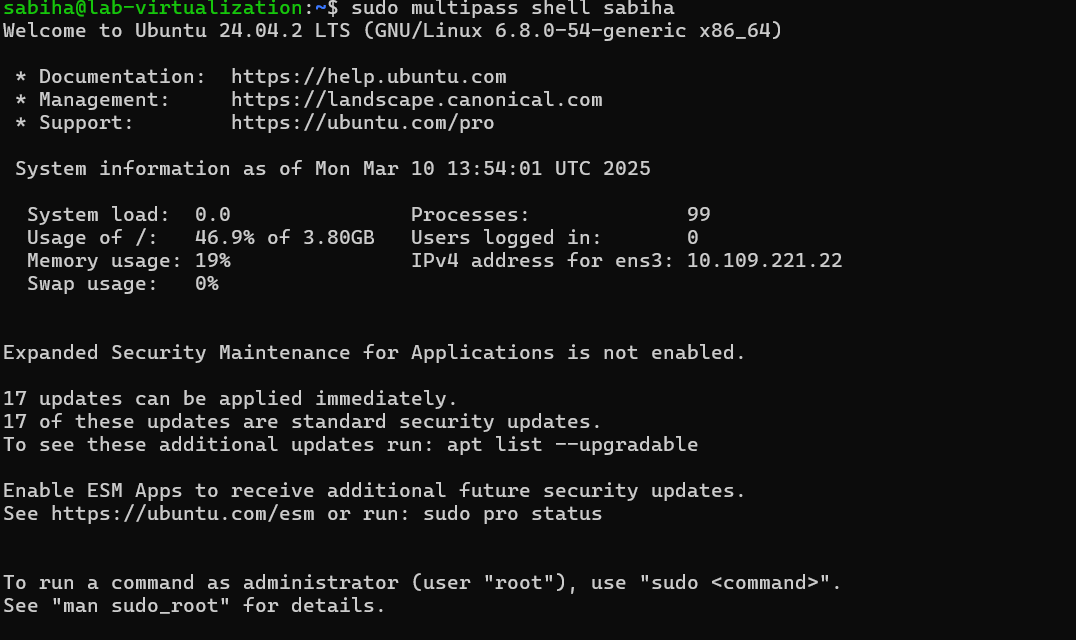 sabiha@lab-virtualization:~$ sudo multipass shell sabiha
Welcome to Ubuntu 24.04.2 LTS (GNU/Linux 6.8.0-54-generic x86_64)

 * Documentation:  https://help.ubuntu.com
 * Management:     https://landscape.canonical.com
 * Support:        https://ubuntu.com/pro

 System information as of Mon Mar 10 13:54:01 UTC 2025

  System load:  0.0               Processes:             99
  Usage of /:   46.9% of 3.80GB   Users logged in:       0
  Memory usage: 19%               IPv4 address for ens3: 10.109.221.22
  Swap usage:   0%


Expanded Security Maintenance for Applications is not enabled.

17 updates can be applied immediately.
17 of these updates are standard security updates.
To see these additional updates run: apt list --upgradable

Enable ESM Apps to receive additional future security updates.
See https://ubuntu.com/esm or run: sudo pro status


To run a command as administrator (user "root"), use "sudo <command>".
See "man sudo_root" for details.